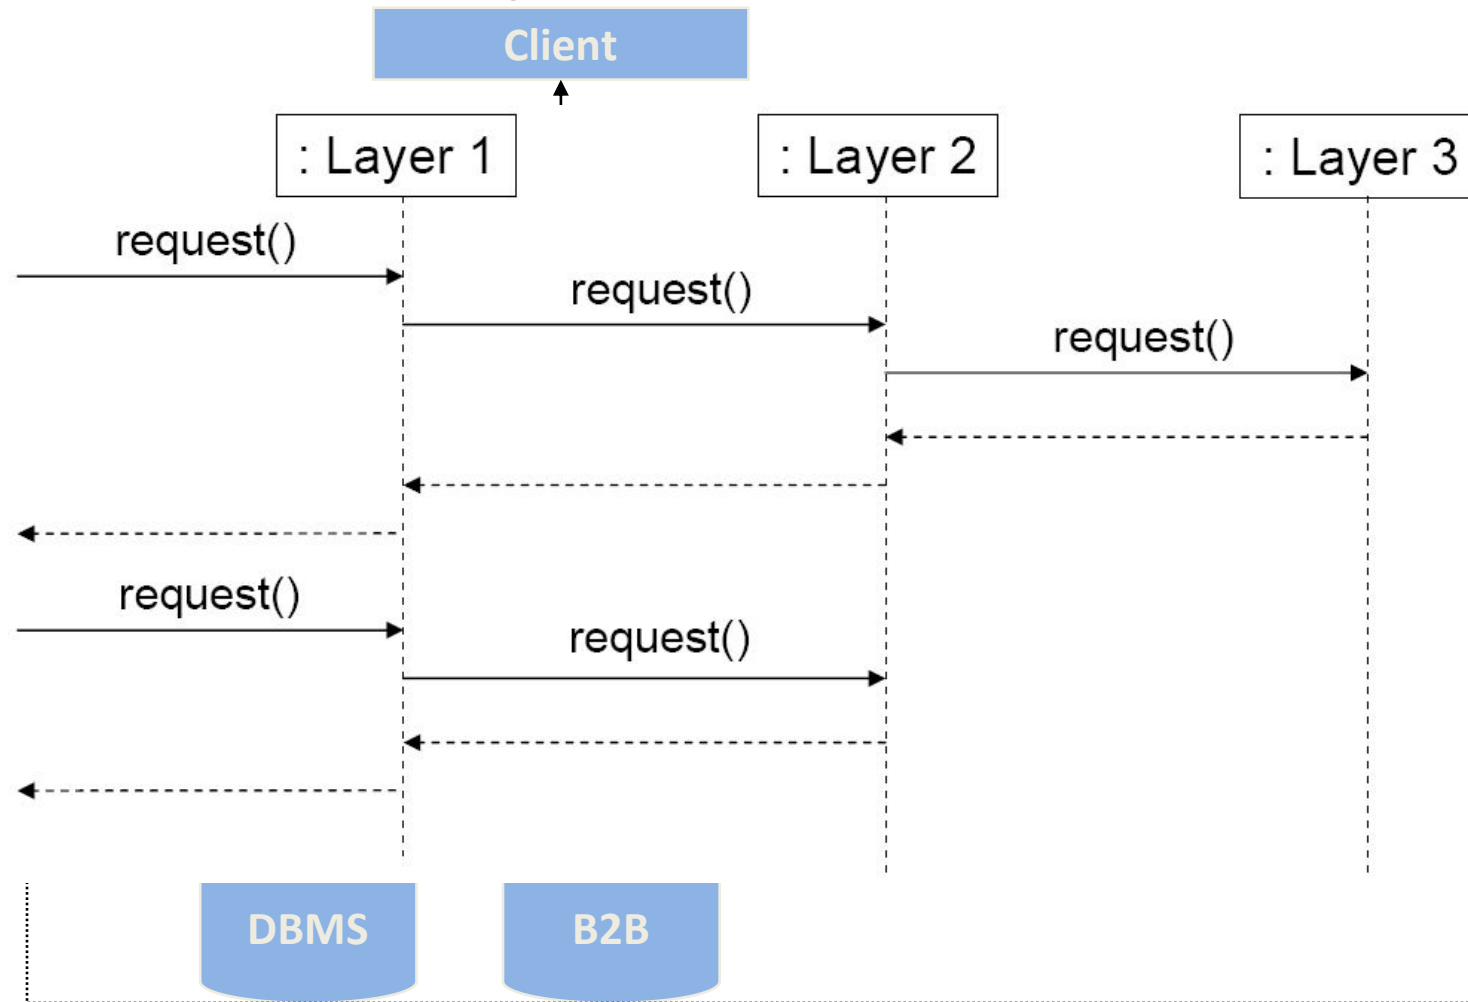 Client
: Layer 1
: Layer 2
: Layer 3
request()
request()
request()
request()
request()
DBMS
B2B